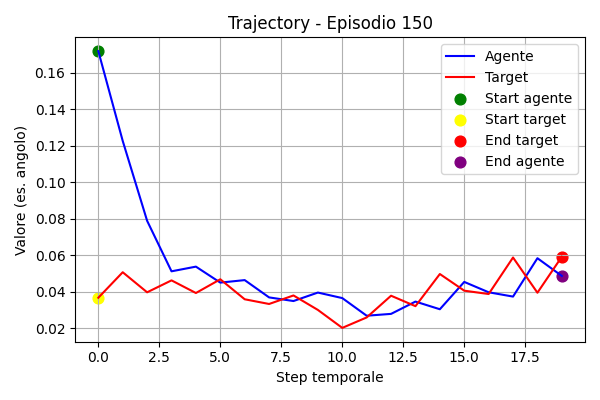 Trajectory - Episodio 150
Agente
Target
Start agente
Start target
End target
End agente
Valore (es. angolo)
0.16
0.14
0.12
0.10
0.08
0.06
0.04
0.02
0.0 2.5 5.0 7.5 10.0 12.5 15.0 17.5
Step temporale